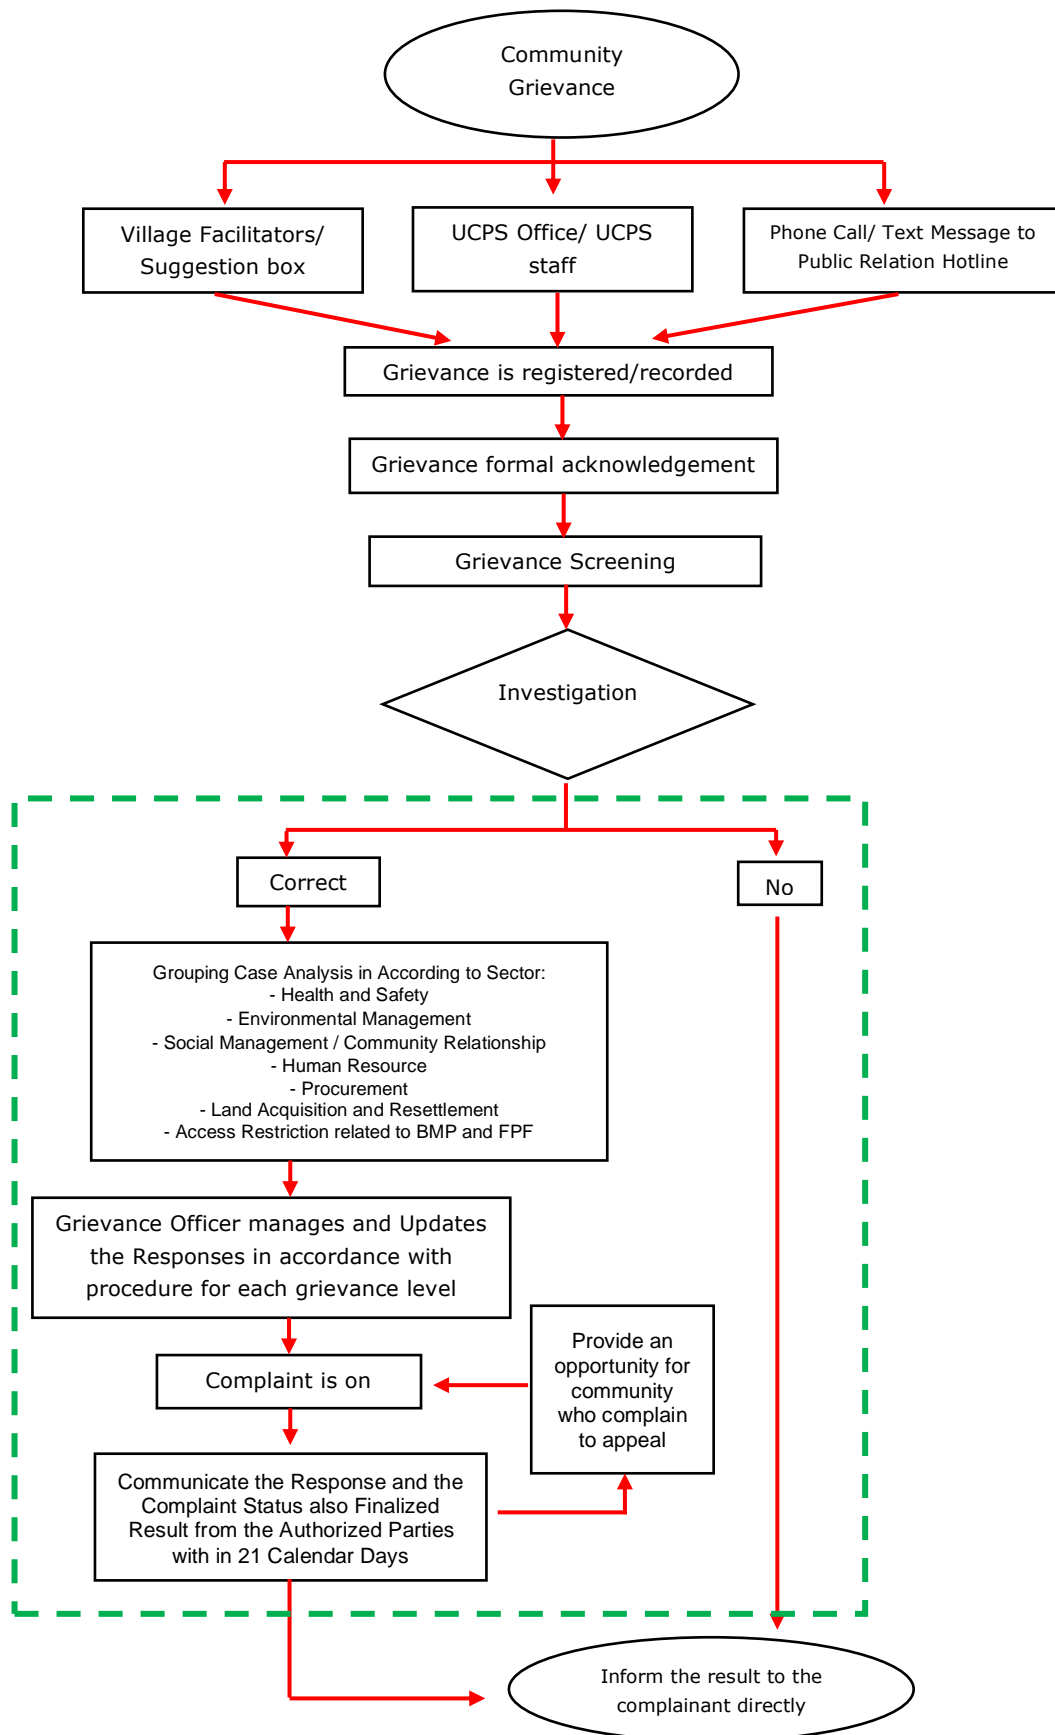 Community
Grievance
Village Facilitators/
Suggestion box
UCPS Office/ UCPS
staff
Phone Call/ Text Message to
Public Relation Hotline
Grievance is registered/recorded
Grievance formal acknowledgement
Grievance Screening
Investigation
Correct
No
Grouping Case Analysis in According to Sector:
- Health and Safety
- Environmental Management
- Social Management / Community Relationship
- Human Resource
- Procurement
- Land Acquisition and Resettlement
- Access Restriction related to BMP and FPF
Grievance Officer manages and Updates
the Responses in accordance with
procedure for each grievance level
Provide an
opportunity for
community
who complain
to appeal
Complaint is on
Communicate the Response and the
Complaint Status also Finalized
Result from the Authorized Parties
with in 21 Calendar Days
Inform the result to the
complainant directly